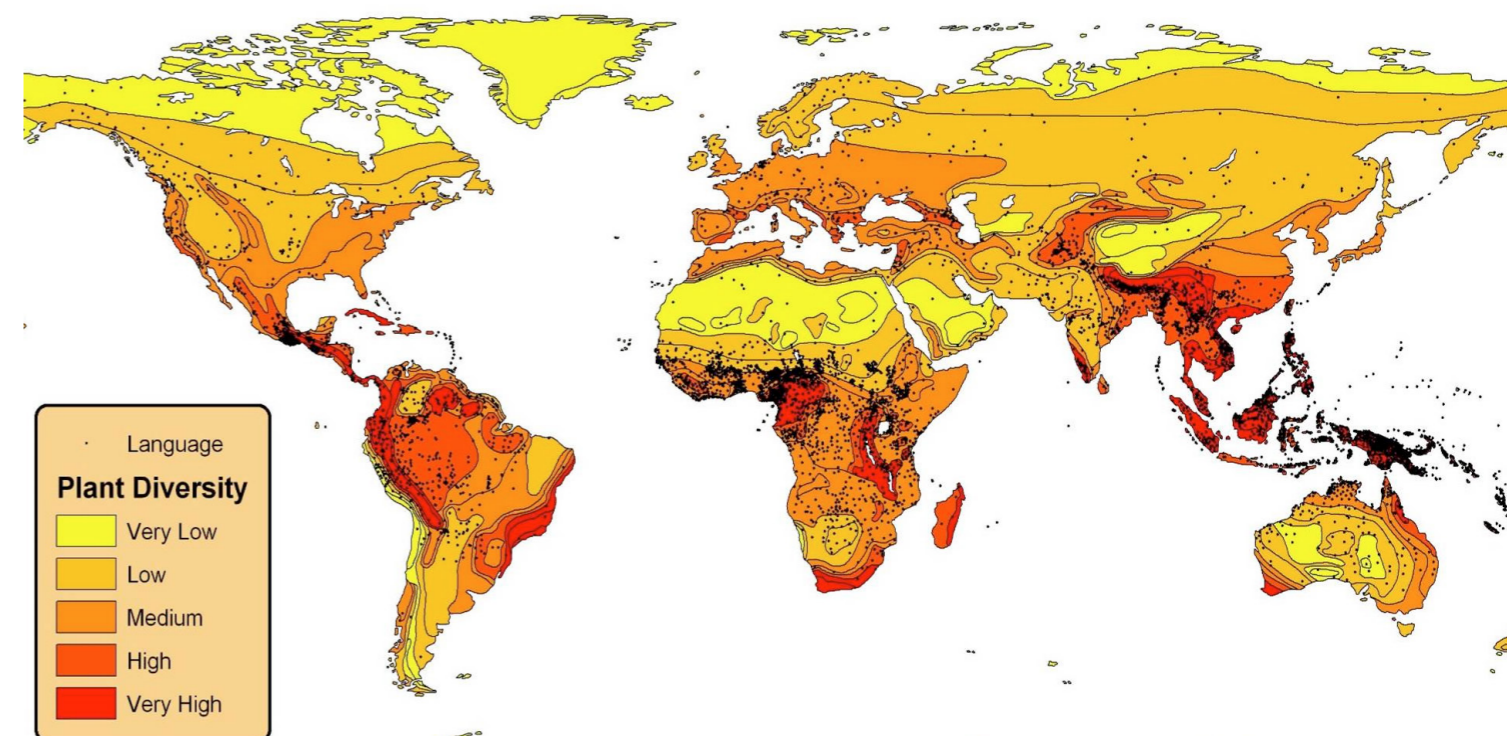 Language
Plant Diversity
Very Low
Low
Medium
High
Very High